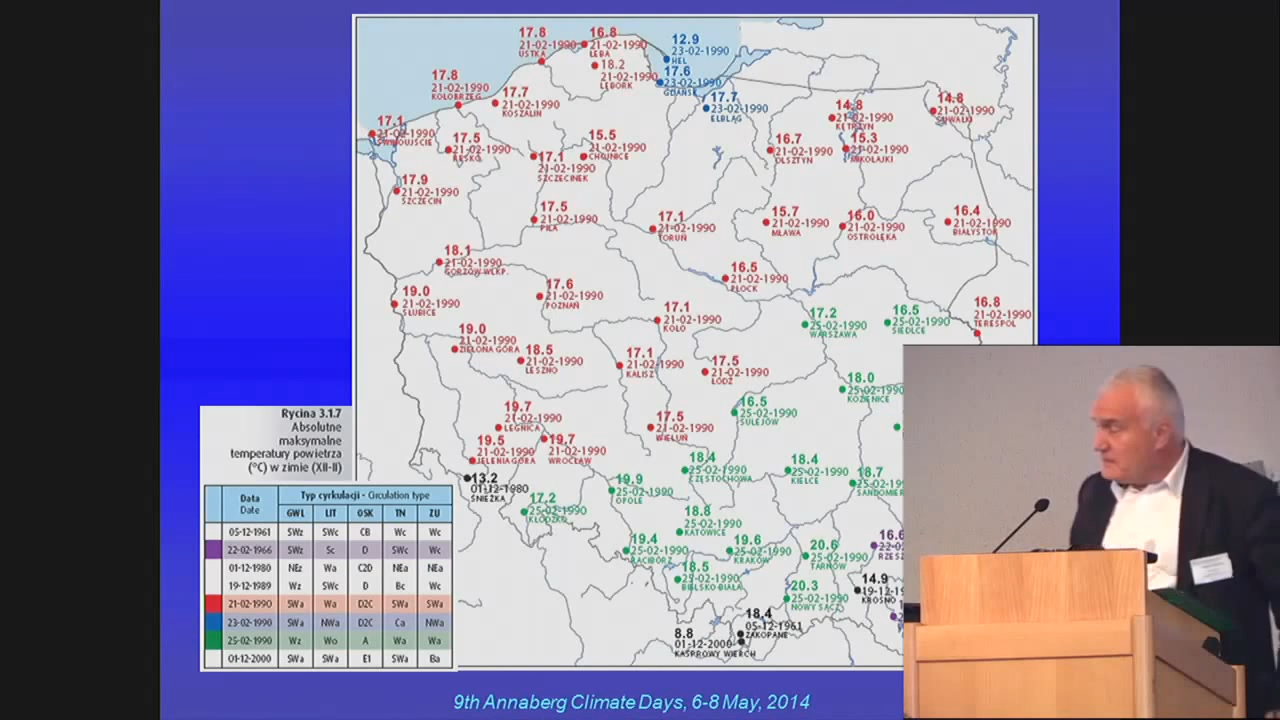 17.8
21-02-1990
USTKA
16.8
21-02-1990
ŁEBA
18.2
21-02-1990
LĘBORK
12.9
23-02-1990
HEL
17.6
23-02-1990
GDAŃSK
17.7
23-02-1990
ELBLĄG
17.8
21-02-1990
KOŁOBRZEG
17.7
21-02-1990
KOSZALIN
14.8
21-02-1990
KĘTRZYN
14.8
21-02-1990
SUWAŁKI
17.1
21-02-1990
ŚWINOUJŚCIE
17.5
21-02-1990
RESKO
17.1
21-02-1990
SZCZECINEK
15.5
21-02-1990
CHOJNICE
16.7
21-02-1990
OLSZTYN
15.3
21-02-1990
MIKOŁAJKI
17.9
21-02-1990
SZCZECIN
17.5
21-02-1990
PIŁA
17.1
21-02-1990
TORUŃ
15.7
21-02-1990
MŁAWA
16.0
21-02-1990
OSTROŁĘKA
16.4
21-02-1990
BIAŁYSTOK
18.1
21-02-1990
GORZÓW WLKP.
16.5
21-02-1990
PŁOCK
19.0
21-02-1990
SŁUBICE
17.6
21-02-1990
POZNAŃ
17.1
21-02-1990
KOŁO
17.2
25-02-1990
WARSZAWA
16.5
25-02-1990
SIEDLCE
16.8
21-02-1990
TERESPOL
19.0
21-02-1990
ZIELONA GÓRA
18.5
21-02-1990
LESZNO
17.1
21-02-1990
KALISZ
17.5
21-02-1990
ŁÓDŹ
18.0
25-02-1990
KOZIENICE
16.5
25-02-1990
SULEJÓW
19.7
21-02-1990
LEGNICA
17.5
21-02-1990
WIELUŃ
19.5
21-02-1990
JELENIA GÓRA
19.7
21-02-1990
WROCŁAW
13.2
01-12-1980
ŚNIEŻKA
17.2
25-02-1990
KŁODZKO
19.9
25-02-1990
OPOLE
18.4
25-02-1990
CZĘSTOCHOWA
18.4
25-02-1990
KIELCE
18.7
25-02-199
SANDOMIER
18.8
25-02-1990
KATOWICE
19.4
25-02-1990
RACIBÓRZ
19.6
25-02-1990
KRAKÓW
20.6
25-02-1990
TARNÓW
16.6
22-02
RZESZ
18.5
25-02-1990
BIELSKO-BIAŁA
20.3
25-02-1990
NOWY SĄCZ
14.9
19-12-19
KROSNO
18.4
05-12-1961
ZAKOPANE
8.8
01-12-2000
KASPROWY WIERCH
Rycina 3.1.7
Absolutne
maksymalne
temperatury powietrza
(°C) w zimie (XII-II)
Data Date Typ cyrkulacji - Circulation type
GWL LIT OSK TN ZU
05-12-1961 SWz SWc CB Wc Wc
22-02-1966 SWz Sc D SWc Wc
01-12-1980 NEz Wa C2D NEa NEa
19-12-1989 Wz SWc D Bc Wc
21-02-1990 SWa Wa D2C SWa SWa
23-02-1990 SWa NWa D2C Ca NWa
25-02-1990 Wz Wo A Wa Wa
01-12-2000 SWa SWa E1 SWa Ba
9th Annaberg Climate Days, 6-8 May, 2014